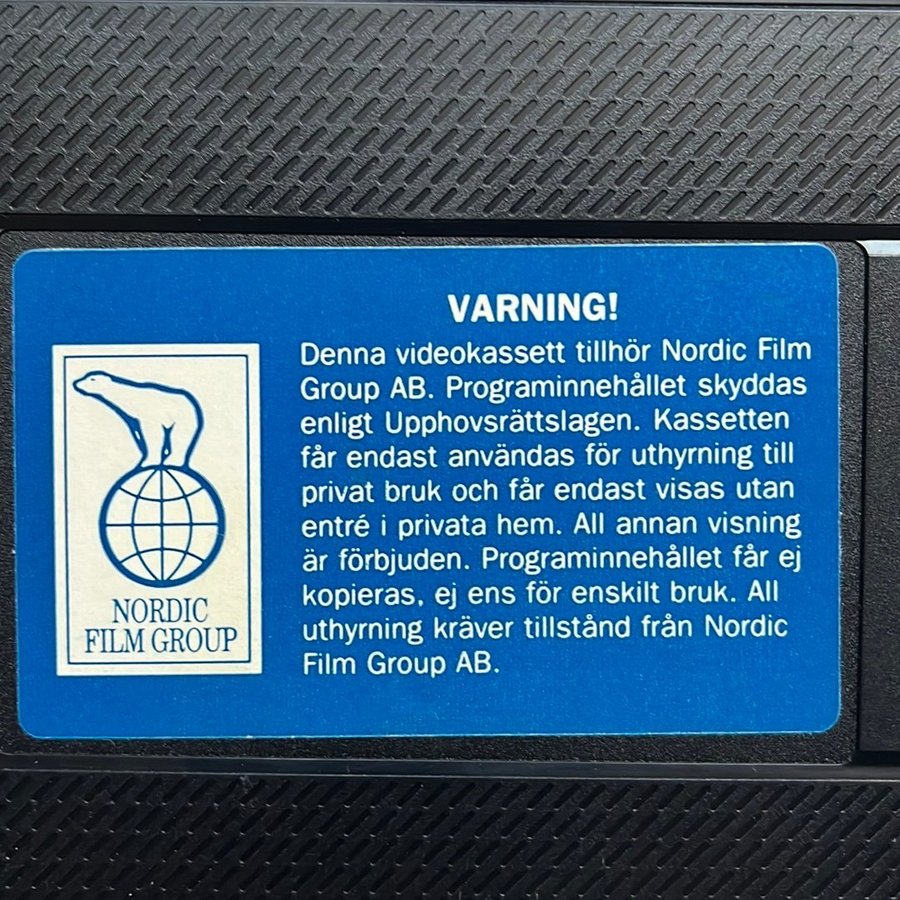 VARNING!
Denna videokassett tillhör Nordic Film
Group AB. Programinnehållet skyddas
enligt Upphovsrättslagen. Kassetten
får endast användas för uthyrning till
privat bruk och får endast visas utan
entré i privata hem. All annan visning
är förbjuden. Programinnehållet får ej
kopieras, ej ens för enskilt bruk. All
uthyrning kräver tillstånd från Nordic
Film Group AB.
NORDIC
FILM GROUP